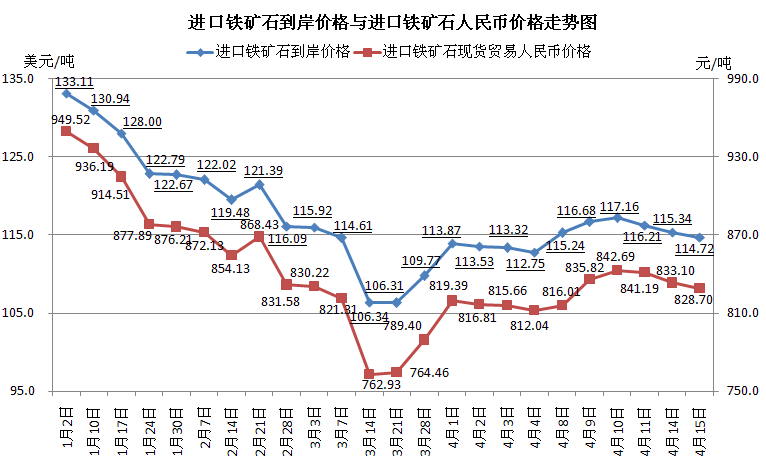 进口铁矿石到岸价格与进口铁矿石人民币价格走势图
进口铁矿石到岸价格 进口铁矿石现货贸易人民币价格
美元/吨 元/吨
135.0 990.0
133.11
130.94
949.52
128.00
936.19
914.51
125.0 930.0
122.79
122.67
122.02
121.39
119.48
868.43
877.89
876.21
872.13
854.13
116.09
115.92
114.61
113.87
113.53
113.32
112.75
115.24
116.68
117.16
116.21
115.34
114.72
115.0 870.0
831.58
830.22
821.31
106.34
106.31
109.77
789.40
819.39
816.81
815.66
812.04
816.01
835.82
842.69
841.19
833.10
828.70
105.0 810.0
762.93
764.46
95.0 750.0
1月2日
1月10日
1月17日
1月24日
1月30日
2月7日
2月14日
2月21日
2月28日
3月3日
3月7日
3月14日
3月21日
3月28日
4月1日
4月2日
4月3日
4月4日
4月8日
4月9日
4月10日
4月11日
4月14日
4月15日